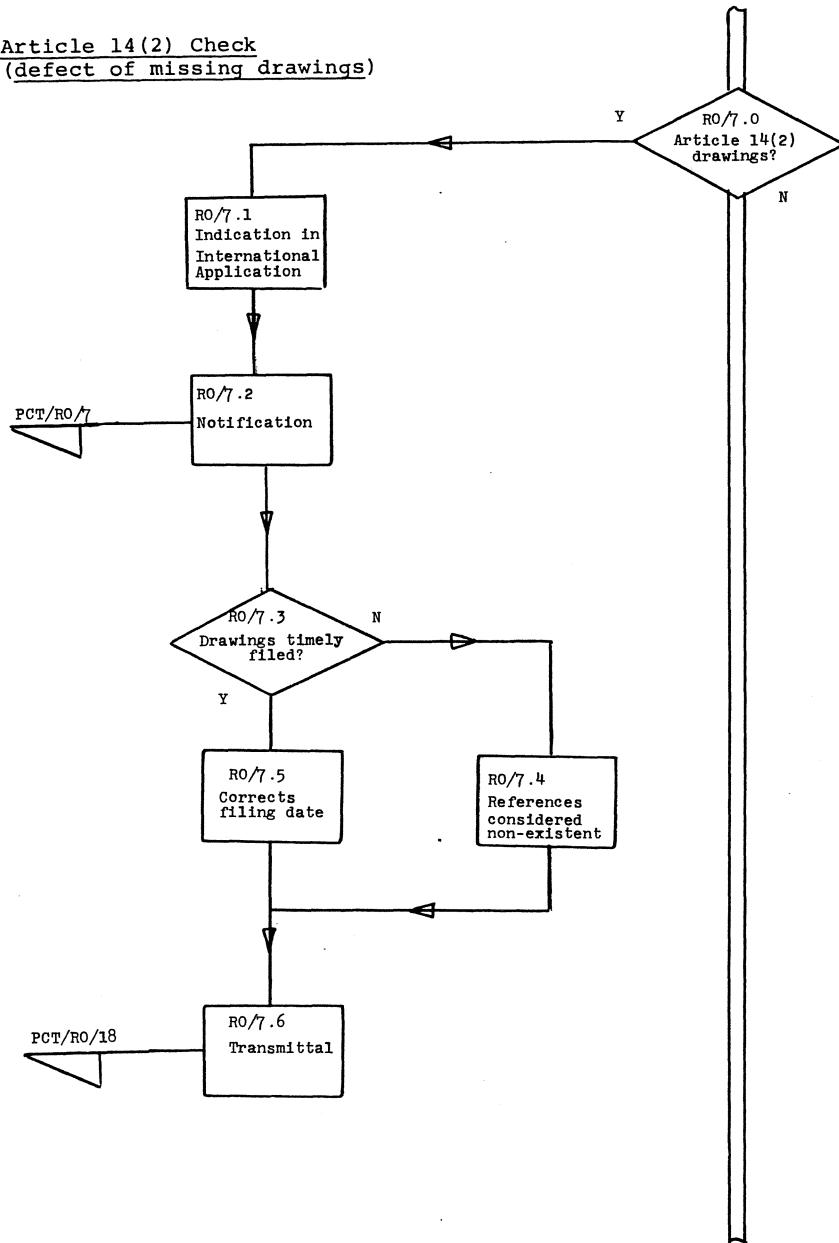 Article 14(2) Check
(defect of missing drawings)
Y
RO/7.0
Article 14(2)
drawings?
N
RO/7.1
Indication in
International
Application
RO/7.2
Notification
PCT/RO/7
RO/7.3
Drawings timely
filed?
N
Y
RO/7.5
Corrects
filing date
RO/7.4
References
considered
non-existent
RO/7.6
Transmittal
PCT/RO/18